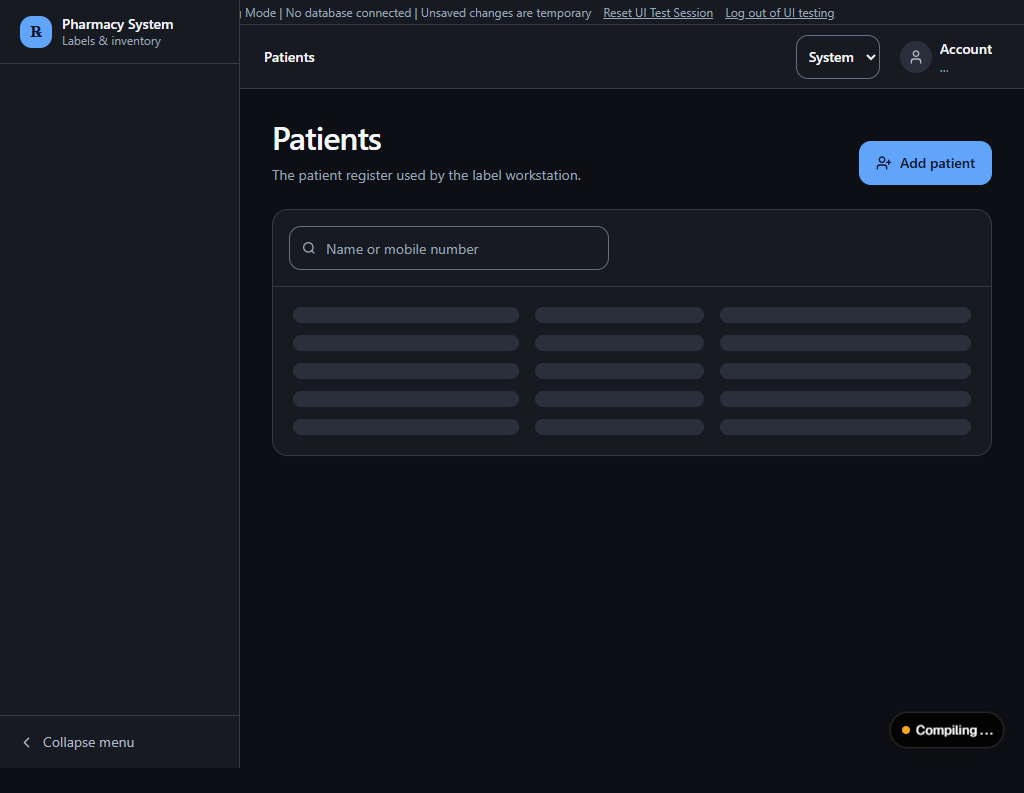 ℞
Pharmacy System
Labels & inventory
Mode | No database connected | Unsaved changes are temporary Reset UI Test Session Log out of UI testing
Patients
System
Account
...
Patients
The patient register used by the label workstation.
Add patient
Name or mobile number
Collapse menu
Compiling ...